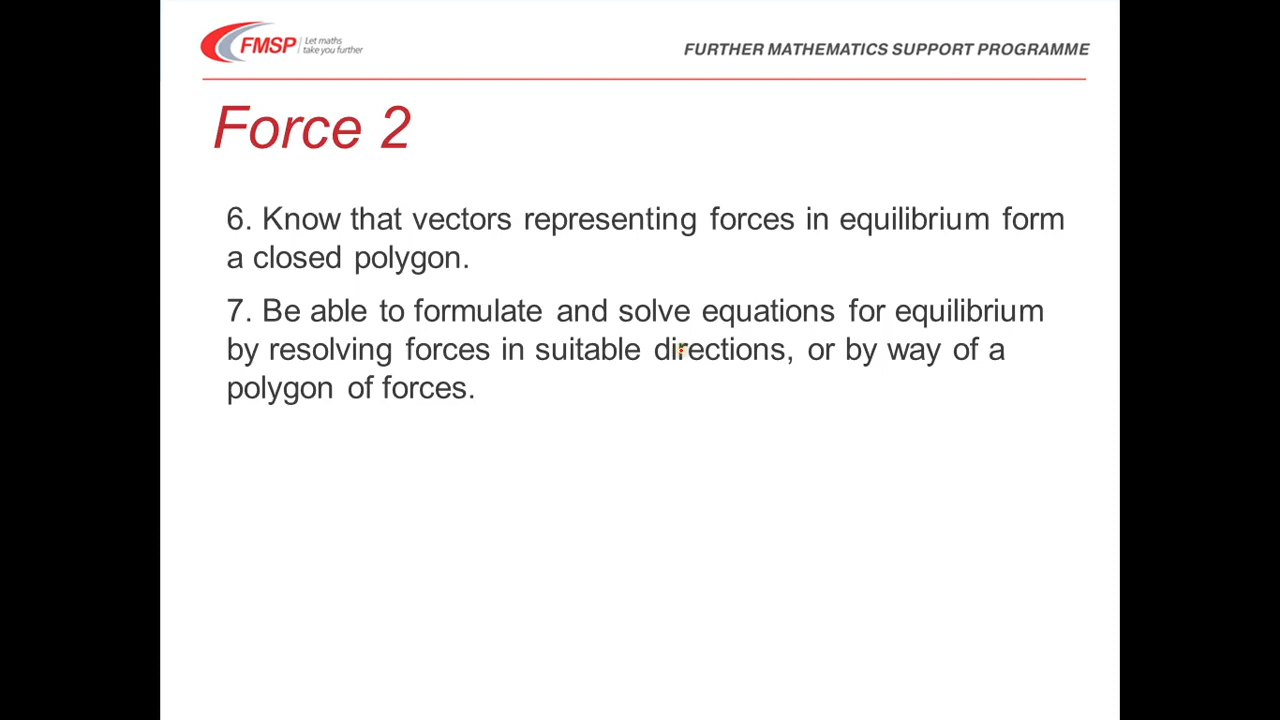 FMSP
Let maths
take you further
FURTHER MATHEMATICS SUPPORT PROGRAMME
Force 2
6. Know that vectors representing forces in equilibrium form
a closed polygon.
7. Be able to formulate and solve equations for equilibrium
by resolving forces in suitable directions, or by way of a
polygon of forces.